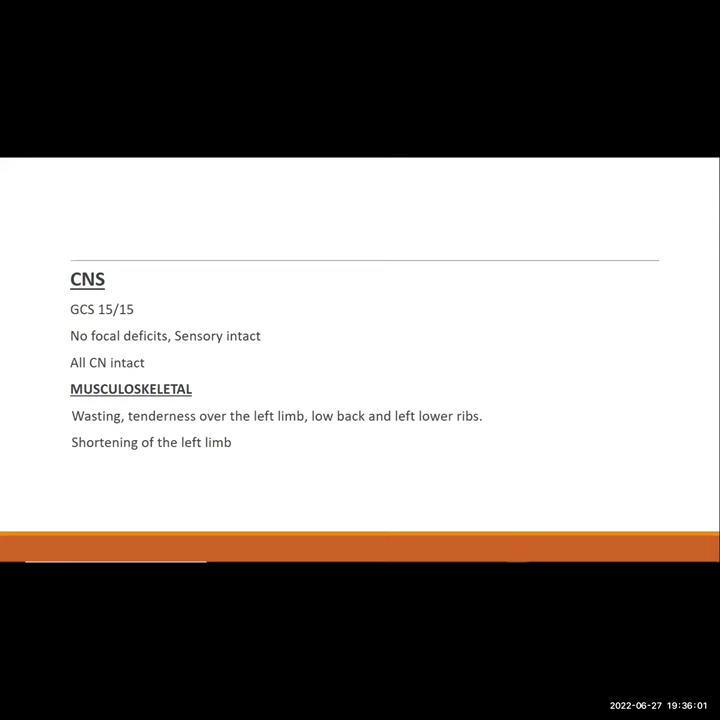 CNS
GCS 15/15
No focal deficits, Sensory intact
All CN intact
MUSCULOSKELETAL
Wasting, tenderness over the left limb, low back and left lower ribs.
Shortening of the left limb
2022-06-27 19:36:01